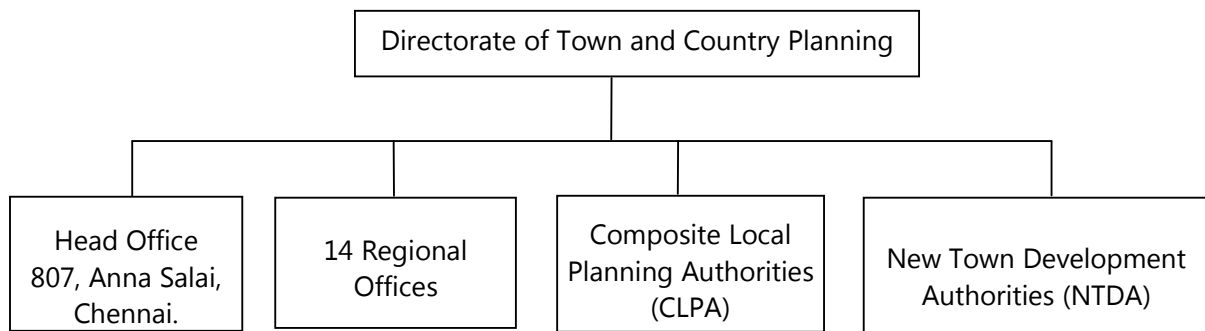 Directorate of Town and Country Planning
Head Office
807, Anna Salai,
Chennai.
14 Regional
Offices
Composite Local
Planning Authorities
(CLPA)
New Town Development
Authorities (NTDA)